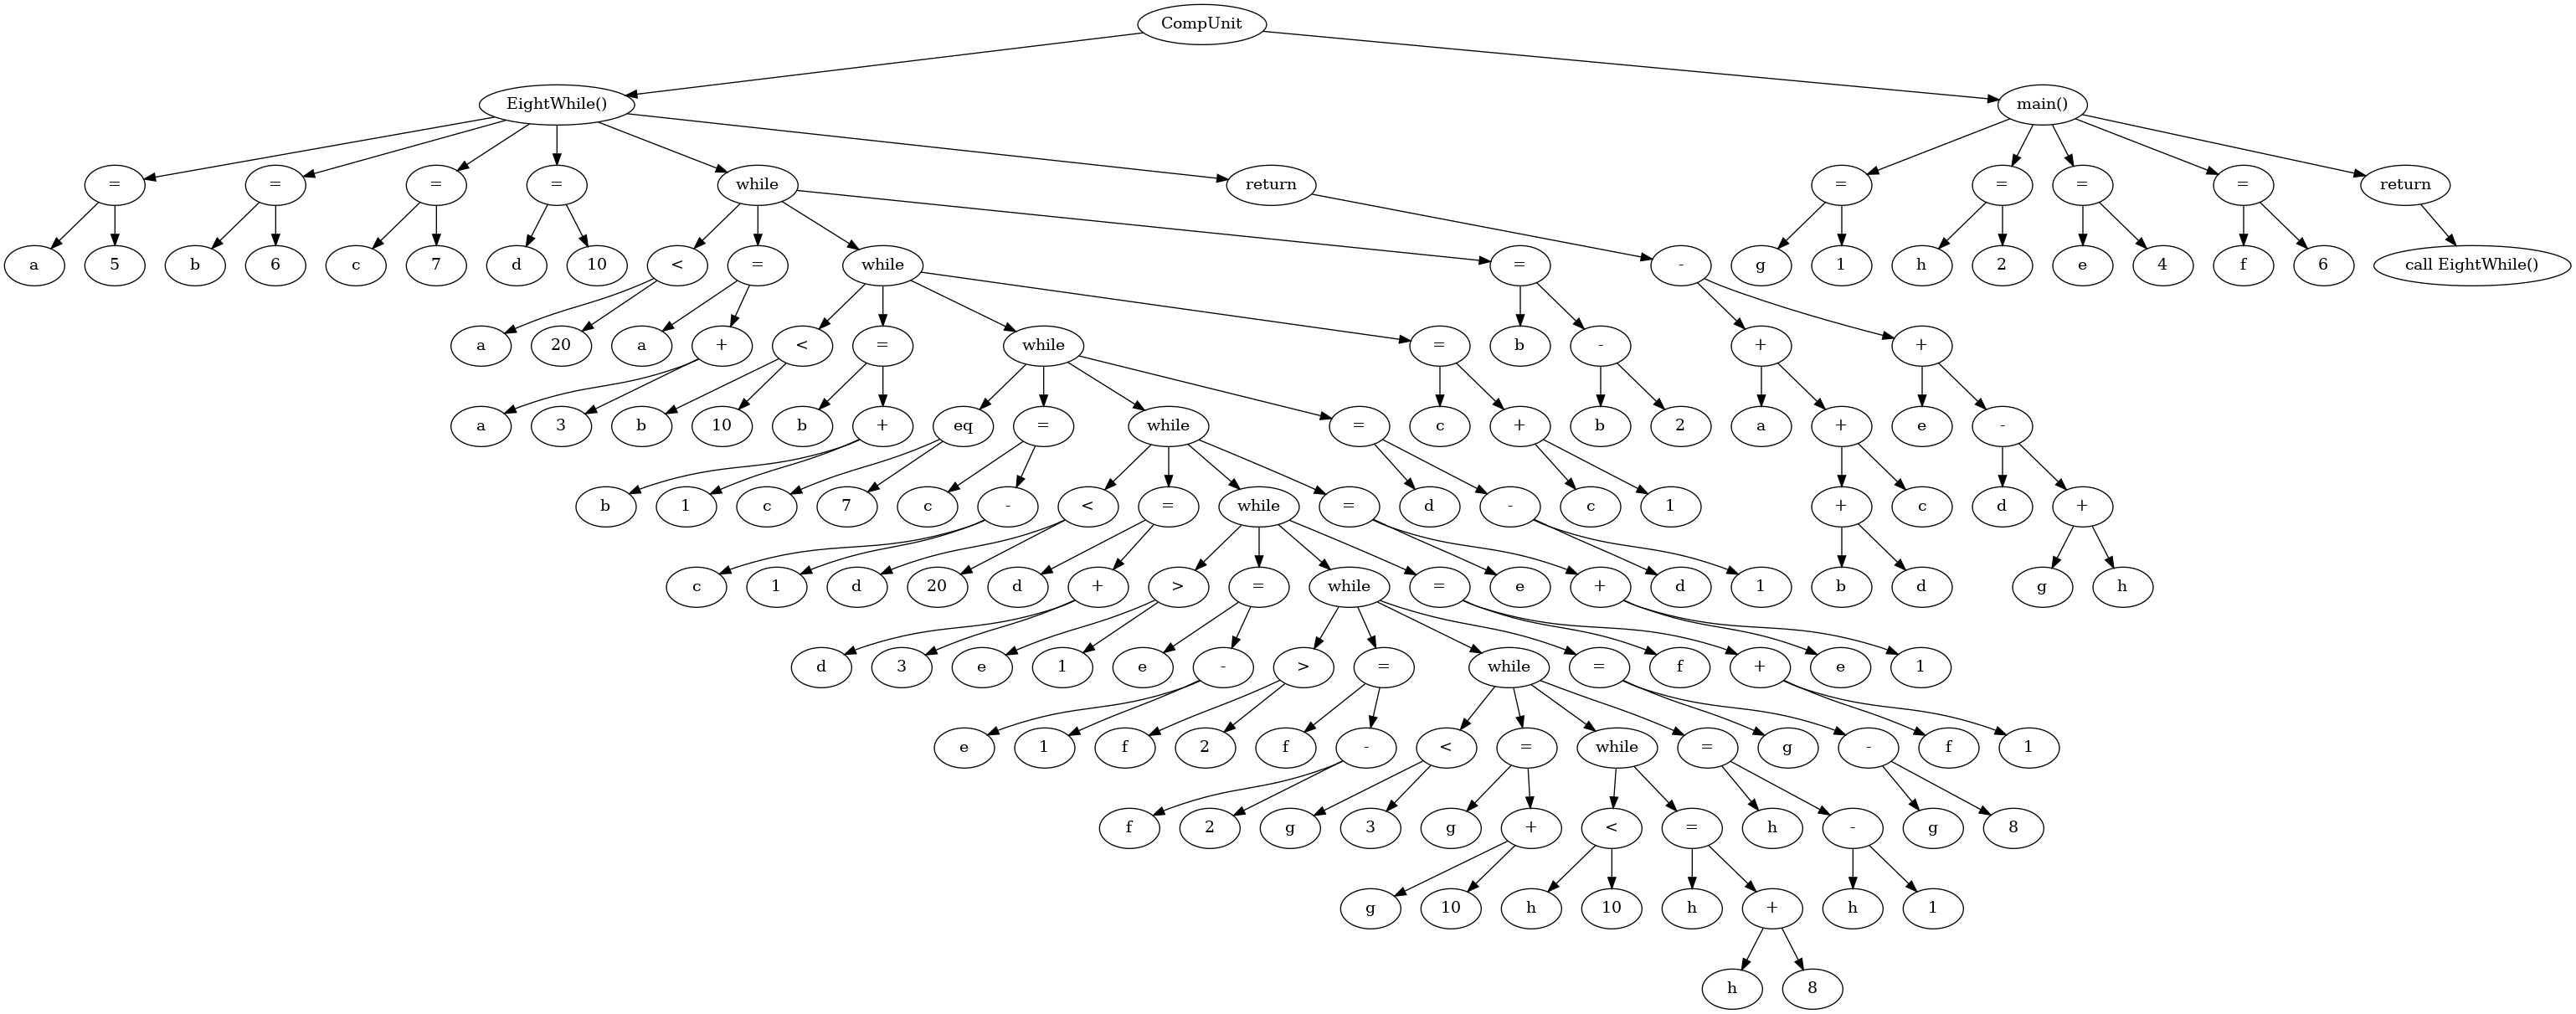 CompUnit
EightWhile() main()
= = = = while return = = = = return
a 5 b 6 c 7 d 10 < = while = - g 1 h 2 e 4 f 6 call EightWhile()
a 20 a + < = while = b - + +
a 3 b 10 b + eq = while = c + b 2 a + e -
b 1 c 7 c - < = while = d - c 1 + c d +
c 1 d 20 d + > = while = e + d 1 b d g h
d 3 e 1 e - > = while = f + e 1
e 1 f 2 f - < = while = g - f 1
f 2 g 3 g + < = h - g 8
g 10 h 10 h + h 1
h 8